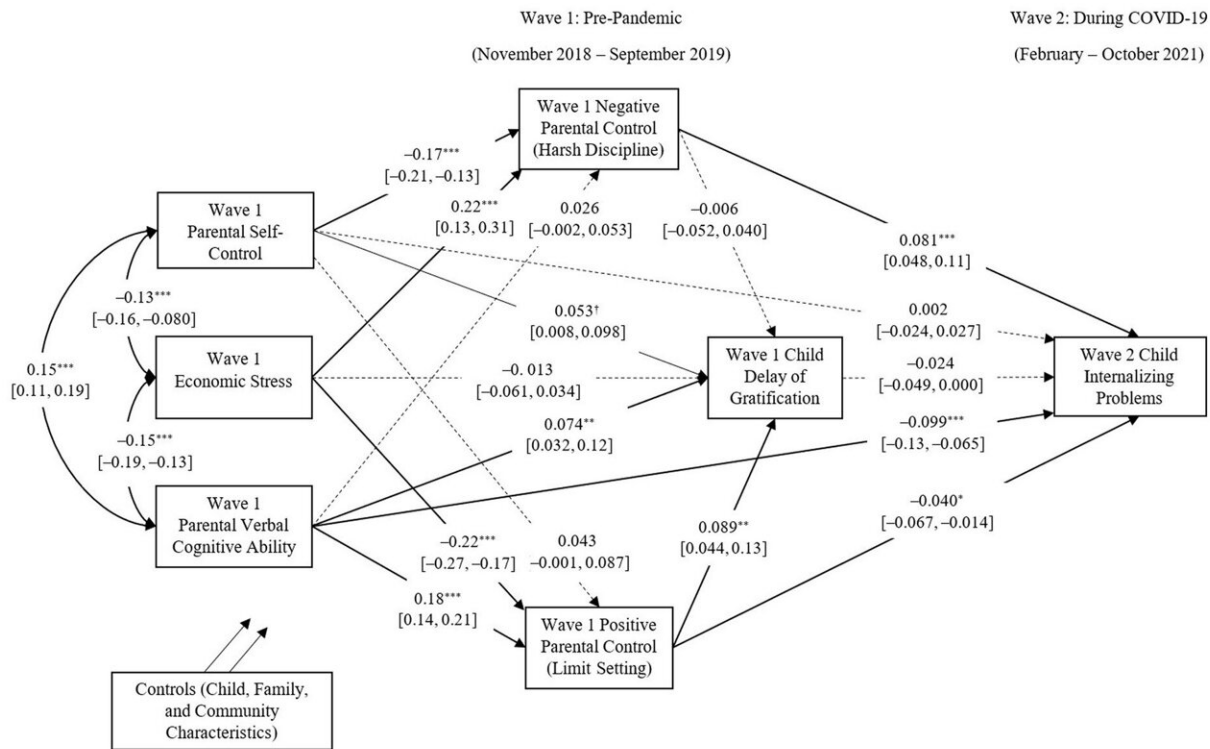 Wave 1: Pre-Pandemic
(November 2018 – September 2019)
Wave 2: During COVID-19
(February – October 2021)
Wave 1 Negative
Parental Control
(Harsh Discipline)
−0.17***
[−0.21, −0.13]
Wave 1
Parental Self-
Control
0.22***
[0.13, 0.31]
0.026
[−0.002, 0.053]
−0.006
[−0.052, 0.040]
0.081***
[0.048, 0.11]
−0.13***
[−0.16, −0.080]
0.053†
[0.008, 0.098]
0.002
[−0.024, 0.027]
0.15***
[0.11, 0.19]
Wave 1
Economic Stress
−0. 013
[−0.061, 0.034]
Wave 1 Child
Delay of
Gratification
−0.024
[−0.049, 0.000]
Wave 2 Child
Internalizing
Problems
0.074**
[0.032, 0.12]
−0.099***
[−0.13, −0.065]
−0.15***
[−0.19, −0.13]
Wave 1
Parental Verbal
Cognitive Ability
−0.22***
[−0.27, −0.17]
0.043
−0.001, 0.087]
0.089**
[0.044, 0.13]
−0.040*
[−0.067, −0.014]
0.18***
[0.14, 0.21]
Wave 1 Positive
Parental Control
(Limit Setting)
Controls (Child, Family,
and Community
Characteristics)